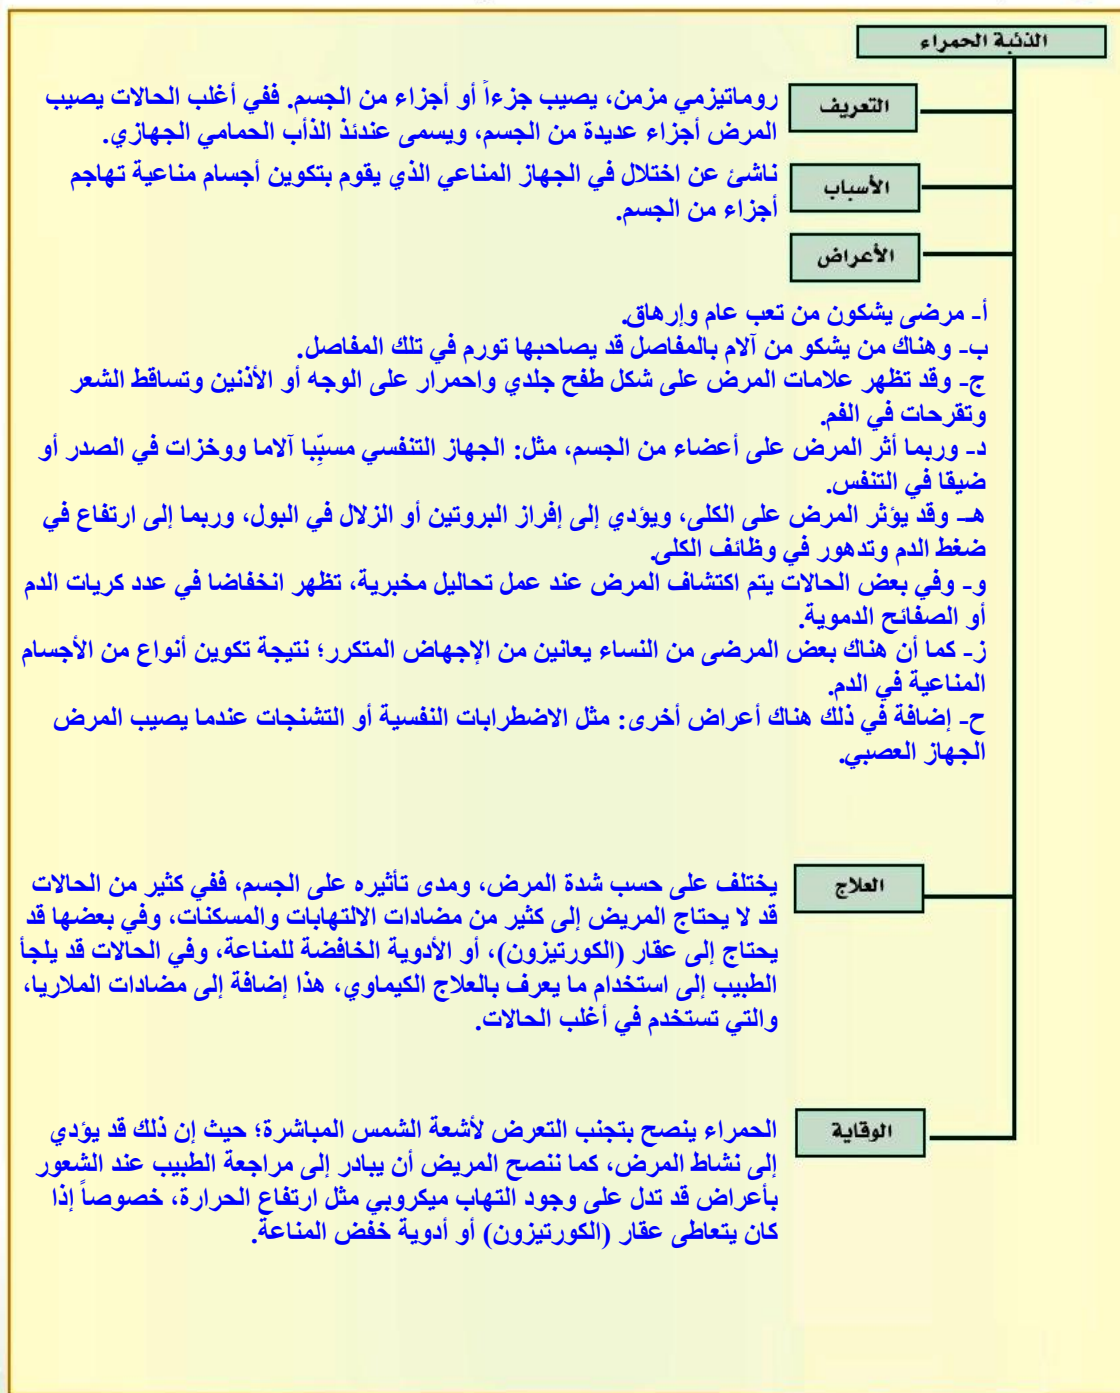 الذئبة الحمراء
التعريف
روماتيزمي مزمن، يصيب جزءاً أو أجزاء من الجسم. ففي أغلب الحالات يصيب
المرض أجزاء عديدة من الجسم، ويسمى عندئذ الذأب الحمامي الجهازي.
الأسباب
ناشئ عن اختلال في الجهاز المناعي الذي يقوم بتكوين أجسام مناعية تهاجم
أجزاء من الجسم.
الأعراض
أ- مرضى يشكون من تعب عام وإرهاق.
ب- وهناك من يشكو من آلام بالمفاصل قد يصاحبها تورم في تلك المفاصل.
ج- وقد تظهر علامات المرض على شكل طفح جلدي واحمرار على الوجه أو الأذنين وتساقط الشعر
وتقرحات في الفم.
د- وربما أثر المرض على أعضاء من الجسم، مثل: الجهاز التنفسي مسبِّبا آلاما ووخزات في الصدر أو
ضيقا في التنفس.
هـ- وقد يؤثر المرض على الكلى، ويؤدي إلى إفراز البروتين أو الزلال في البول، وربما إلى ارتفاع في
ضغط الدم وتدهور في وظائف الكلى.
و- وفي بعض الحالات يتم اكتشاف المرض عند عمل تحاليل مخبرية، تظهر انخفاضا في عدد كريات الدم
أو الصفائح الدموية.
ز- كما أن هناك بعض المرضى من النساء يعانين من الإجهاض المتكرر؛ نتيجة تكوين أنواع من الأجسام
المناعية في الدم.
ح- إضافة في ذلك هناك أعراض أخرى: مثل الاضطرابات النفسية أو التشنجات عندما يصيب المرض
الجهاز العصبي.
العلاج
يختلف على حسب شدة المرض، ومدى تأثيره على الجسم، ففي كثير من الحالات
قد لا يحتاج المريض إلى كثير من مضادات الالتهابات والمسكنات، وفي بعضها قد
يحتاج إلى عقار (الكورتيزون)، أو الأدوية الخافضة للمناعة، وفي الحالات قد يلجأ
الطبيب إلى استخدام ما يعرف بالعلاج الكيماوي، هذا إضافة إلى مضادات الملاريا،
والتي تستخدم في أغلب الحالات.
الوقاية
الحمراء ينصح بتجنب التعرض لأشعة الشمس المباشرة؛ حيث إن ذلك قد يؤدي
إلى نشاط المرض، كما ننصح المريض أن يبادر إلى مراجعة الطبيب عند الشعور
بأعراض قد تدل على وجود التهاب ميكروبي مثل ارتفاع الحرارة، خصوصاً إذا
كان يتعاطى عقار (الكورتيزون) أو أدوية خفض المناعة.